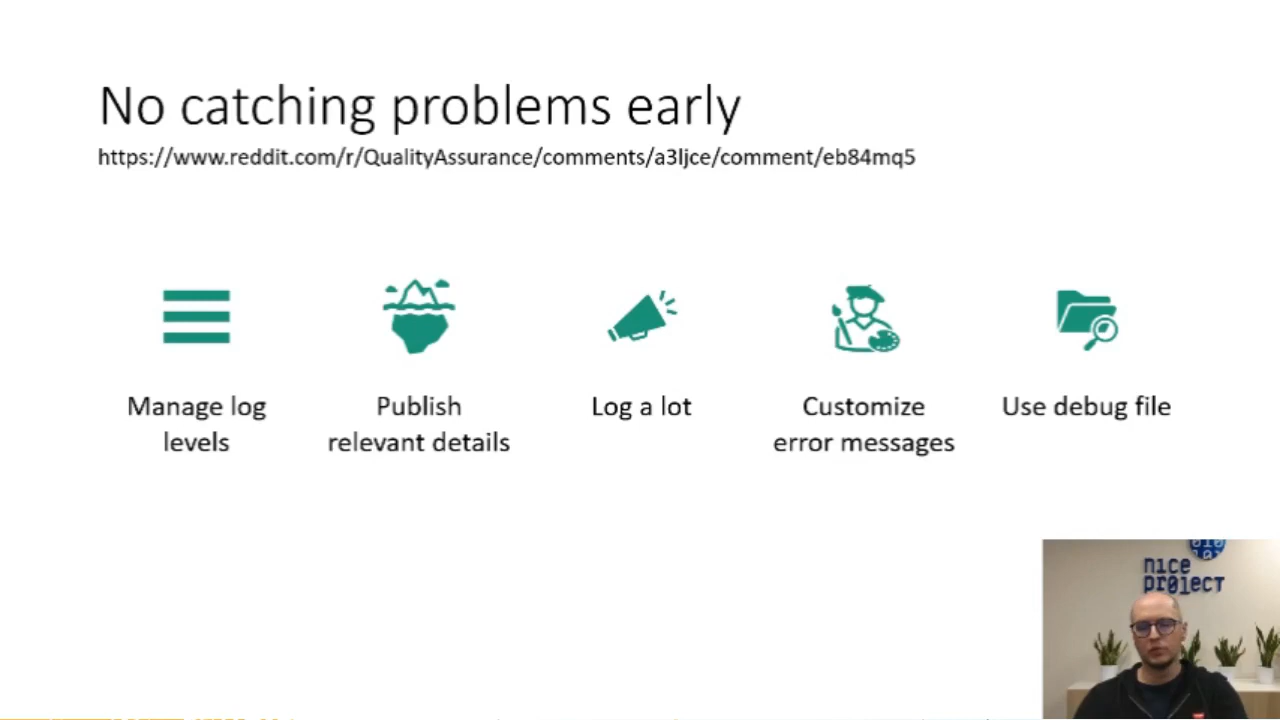 No catching problems early
https://www.reddit.com/r/QualityAssurance/comments/a3ljce/comment/eb84mq5
Manage log
levels
Publish
relevant details
Log a lot
Customize
error messages
Use debug file
nice
project